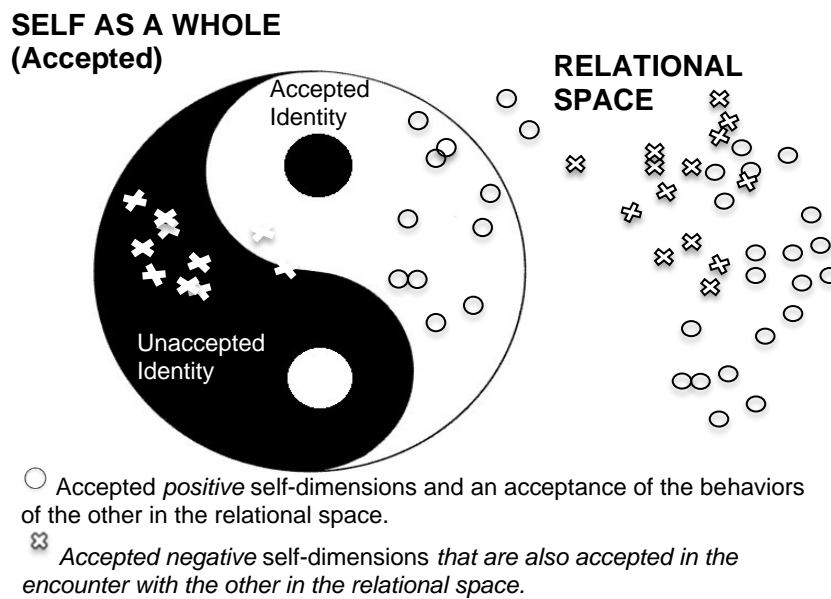 SELF AS A WHOLE
(Accepted)
RELATIONAL
SPACE
Accepted
Identity
Unaccepted
Identity
Accepted positive self-dimensions and an acceptance of the behaviors
of the other in the relational space.
Accepted negative self-dimensions that are also accepted in the
encounter with the other in the relational space.